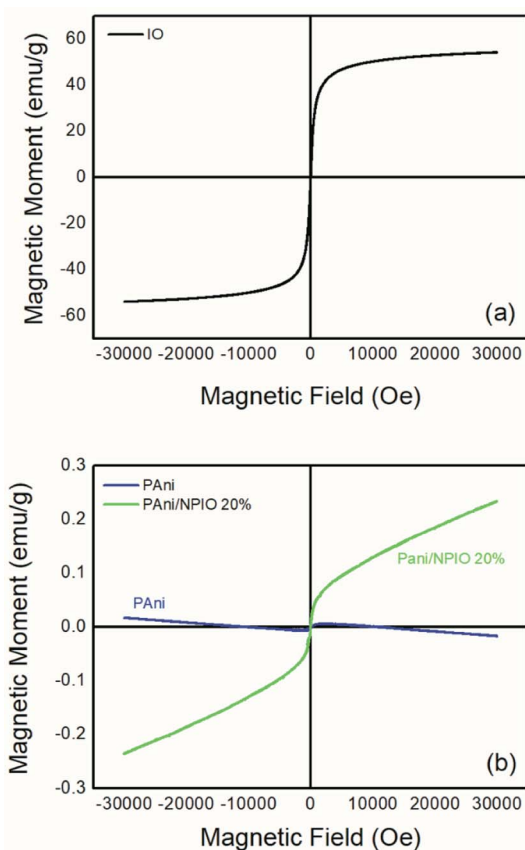 IO
60
40
20
0
-20
-40
-60
Magnetic Moment (emu/g)
(a)
-30000 -20000 -10000 0 10000 20000 30000
Magnetic Field (Oe)
0.3
PAni
PAni/NPIO 20%
0.2
0.1
0.0
-0.1
-0.2
-0.3
Magnetic Moment (emu/g)
Pani/NPIO 20%
PAni
(b)
-30000 -20000 -10000 0 10000 20000 30000
Magnetic Field (Oe)